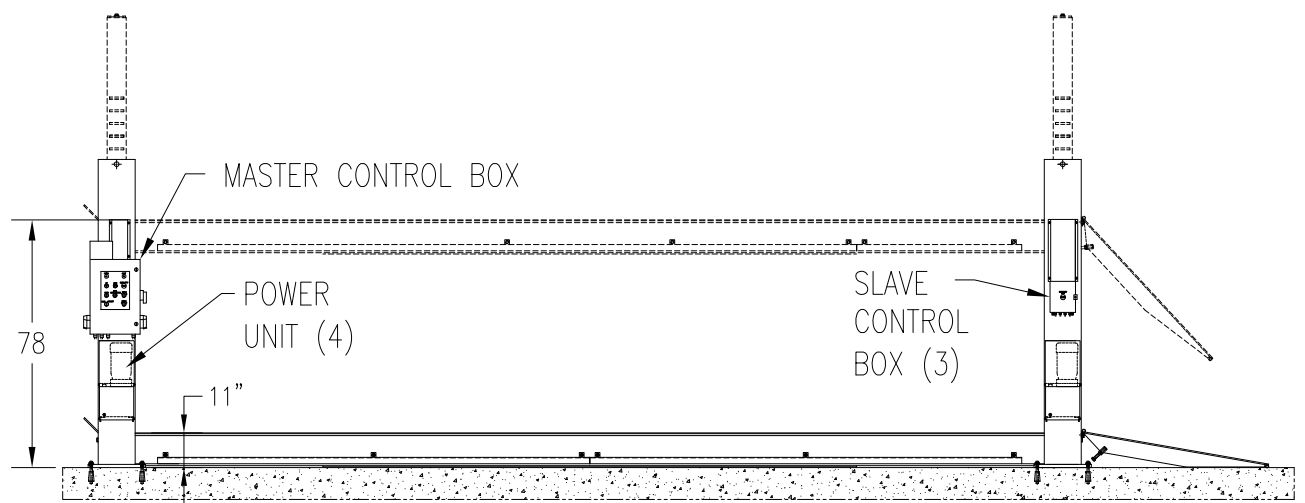 MASTER CONTROL BOX
POWER
UNIT (4)
SLAVE
CONTROL
BOX (3)
78
11”